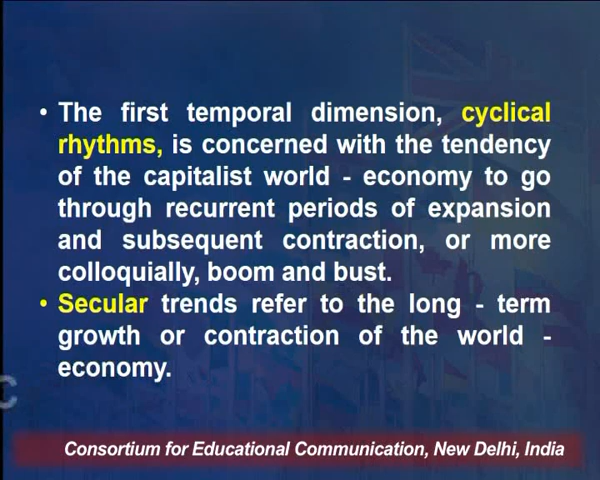 • The first temporal dimension, cyclical
rhythms, is concerned with the tendency
of the capitalist world - economy to go
through recurrent periods of expansion
and subsequent contraction, or more
colloquially, boom and bust.
• Secular trends refer to the long - term
growth or contraction of the world -
economy.
C
Consortium for Educational Communication, New Delhi, India